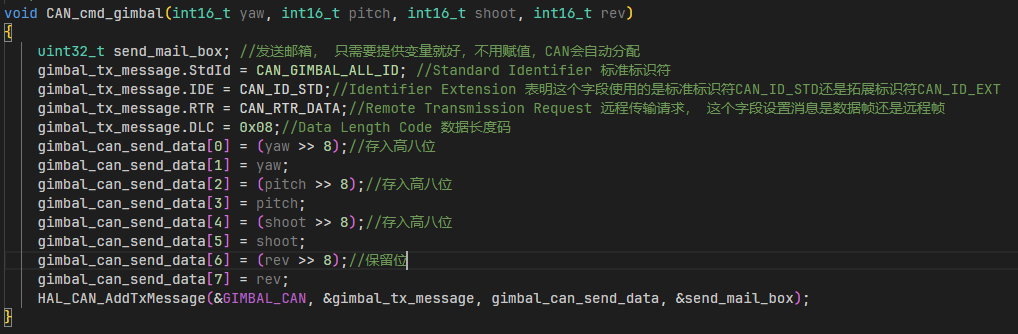 void CAN_cmd_gimbal(int16_t yaw, int16_t pitch, int16_t shoot, int16_t rev)
{
    uint32_t send_mail_box; //发送邮箱, 只需要提供变量就好，不用赋值，CAN会自动分配
    gimbal_tx_message.StdId = CAN_GIMBAL_ALL_ID; //Standard Identifier 标准标识符
    gimbal_tx_message.IDE = CAN_ID_STD;//Identifier Extension 表明这个字段使用的是标准标识符CAN_ID_STD还是拓展标识符CAN_ID_EXT
    gimbal_tx_message.RTR = CAN_RTR_DATA;//Remote Transmission Request 远程传输请求, 这个字段设置消息是数据帧还是远程帧
    gimbal_tx_message.DLC = 0x08;//Data Length Code 数据长度码
    gimbal_can_send_data[0] = (yaw >> 8);//存入高八位
    gimbal_can_send_data[1] = yaw;
    gimbal_can_send_data[2] = (pitch >> 8);//存入高八位
    gimbal_can_send_data[3] = pitch;
    gimbal_can_send_data[4] = (shoot >> 8);//存入高八位
    gimbal_can_send_data[5] = shoot;
    gimbal_can_send_data[6] = (rev >> 8);//保留位
    gimbal_can_send_data[7] = rev;
    HAL_CAN_AddTxMessage(&GIMBAL_CAN, &gimbal_tx_message, gimbal_can_send_data, &send_mail_box);
}